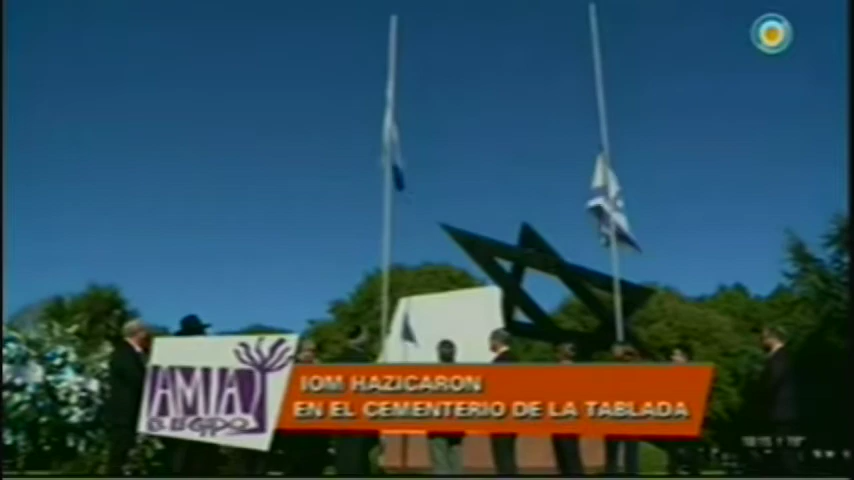 AMIA
IOM HAZICARON
EN EL CEMENTERIO DE LA TABLADA